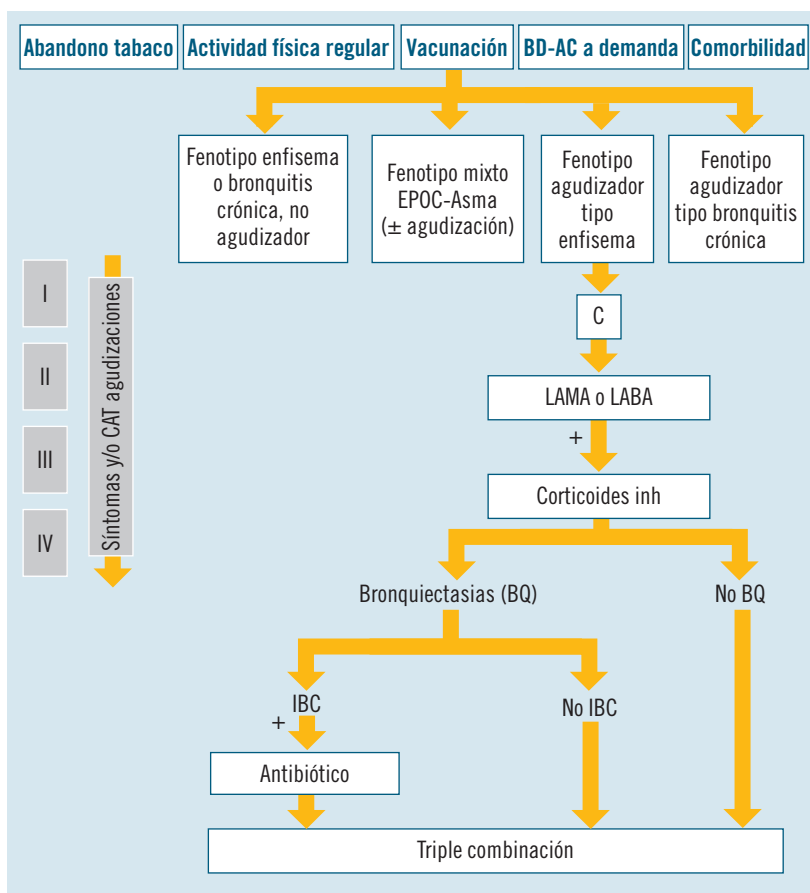 Abandono tabaco
Actividad física regular
Vacunación
BD-AC a demanda
Comorbilidad
Fenotipo enfisema
o bronquitis
crónica, no
agudizador
Fenotipo mixto
EPOC-Asma
(± agudización)
Fenotipo
agudizador
tipo
enfisema
Fenotipo
agudizador
tipo bronquitis
crónica
I
II
III
IV
Síntomas y/o CAT agudizaciones
C
LAMA o LABA
+
Corticoides inh
Bronquiectasias (BQ)
No BQ
IBC
No IBC
+
Antibiótico
Triple combinación